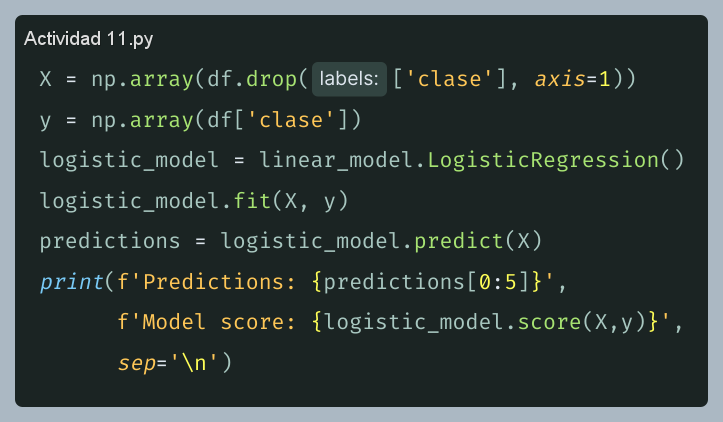 Actividad 11.py
X = np.array(df.drop(labels: ['clase'], axis=1))
y = np.array(df['clase'])
logistic_model = linear_model.LogisticRegression()
logistic_model.fit(X, y)
predictions = logistic_model.predict(X)
print(f'Predictions: {predictions[0:5]}',
f'Model score: {logistic_model.score(X,y)}',
sep='\n')